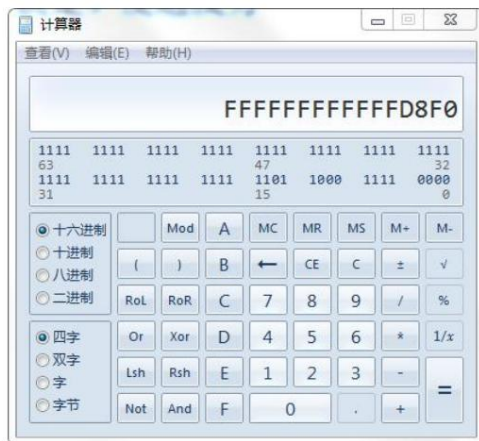 计算器
查看(V) 编辑(E) 帮助(H)
FFFFFFFFFFFFD8F0
1111 1111 1111 1111 1111 1111 1111 1111
63 47 32
1111 1111 1111 1111 1101 1000 1111 0000
31 15 0
十六进制 Mod A MC MR MS M+ M-
十进制 ( ) B ← CE C ± √
八进制
二进制 RoL RoR C 7 8 9 / %
四字 Or Xor D 4 5 6 * 1/x
双字
字 Lsh Rsh E 1 2 3 - =
字节 Not And F 0 . +